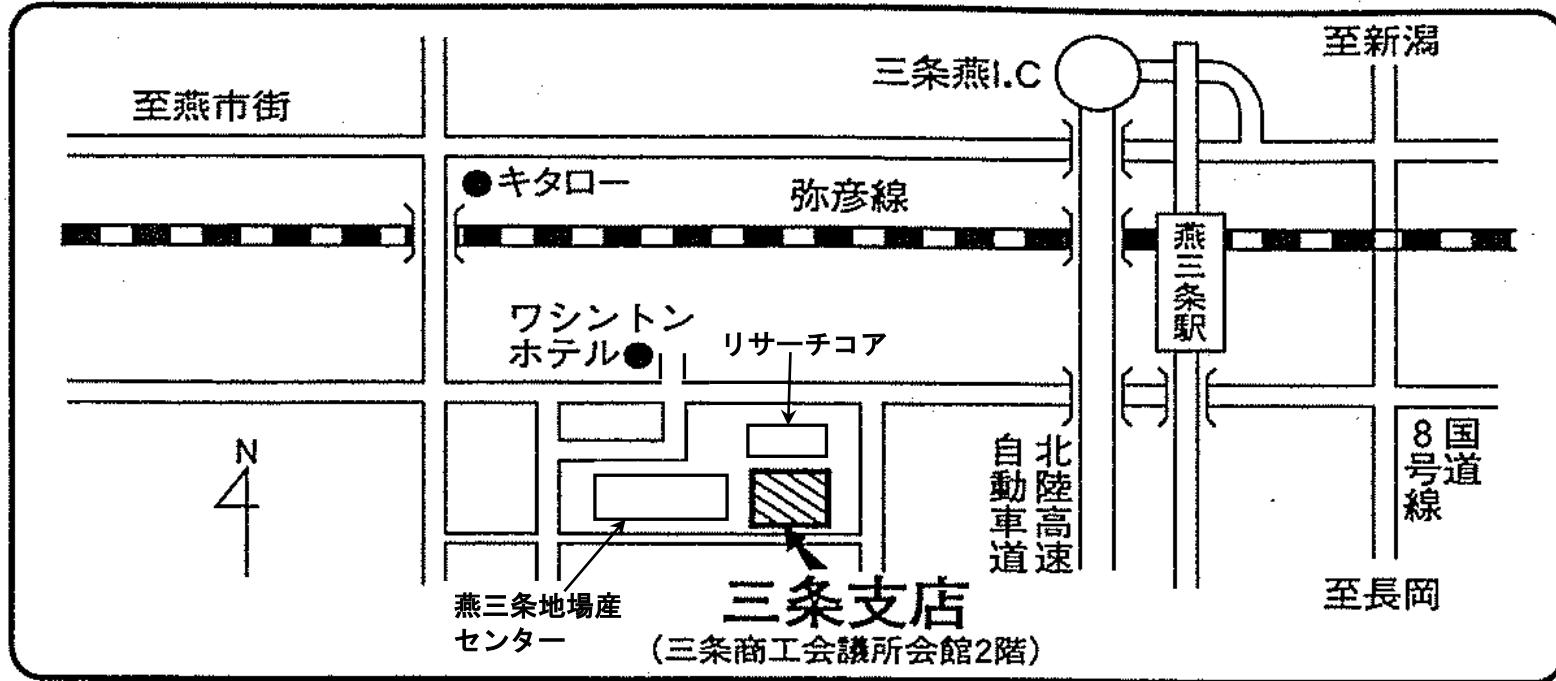 至新潟
三条燕I.C
至燕市街
キタロー
弥彦線
燕三条駅
ワシントン
ホテル
リサーチコア
N
北陸高速
自動車道
国道
8号線
燕三条地場産
センター
三条支店
至長岡
(三条商工会議所会館2階)